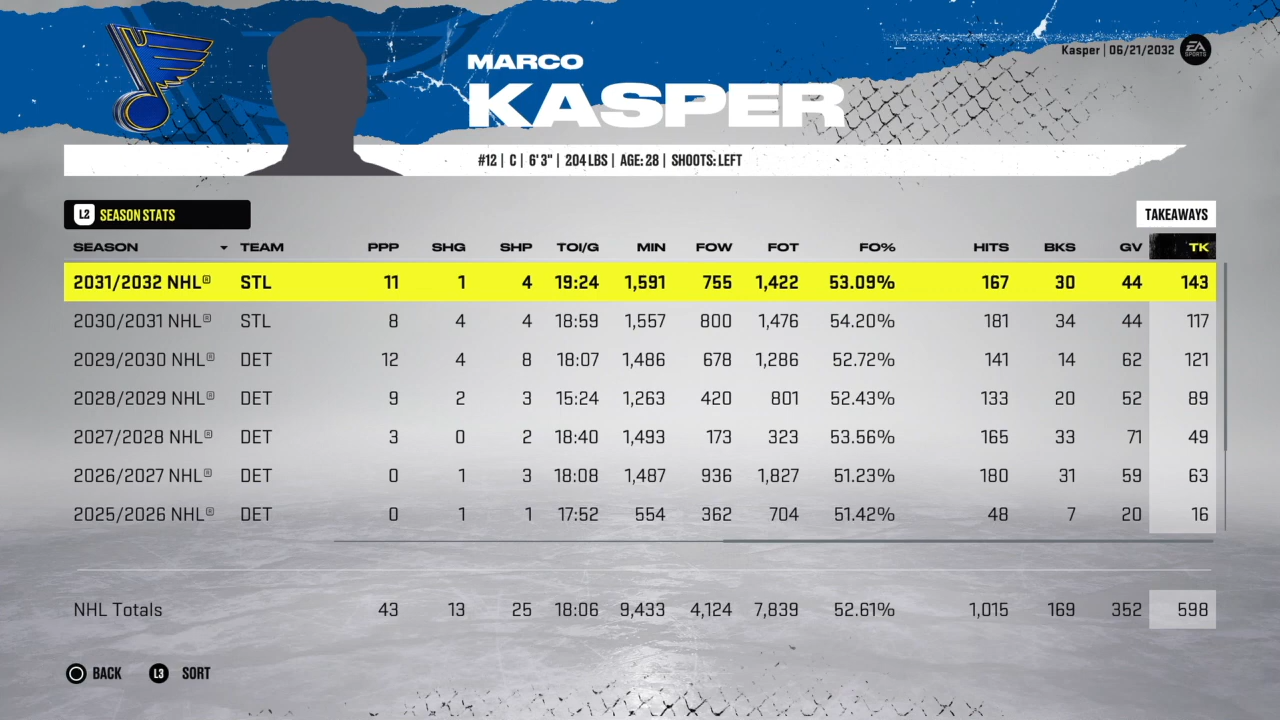 Kasper | 06/21/2032
EA SPORTS
MARCO
KASPER
#12 | C | 6' 3" | 204 LBS | AGE: 28 | SHOOTS: LEFT
L2 SEASON STATS
TAKEAWAYS
SEASON TEAM PPP SHG SHP TOI/G MIN FOW FOT FO% HITS BKS GV TK
2031/2032 NHL® STL 11 1 4 19:24 1,591 755 1,422 53.09% 167 30 44 143
2030/2031 NHL® STL 8 4 4 18:59 1,557 800 1,476 54.20% 181 34 44 117
2029/2030 NHL® DET 12 4 8 18:07 1,486 678 1,286 52.72% 141 14 62 121
2028/2029 NHL® DET 9 2 3 15:24 1,263 420 801 52.43% 133 20 52 89
2027/2028 NHL® DET 3 0 2 18:40 1,493 173 323 53.56% 165 33 71 49
2026/2027 NHL® DET 0 1 3 18:08 1,487 936 1,827 51.23% 180 31 59 63
2025/2026 NHL® DET 0 1 1 17:52 554 362 704 51.42% 48 7 20 16
NHL Totals 43 13 25 18:06 9,433 4,124 7,839 52.61% 1,015 169 352 598
BACK L3 SORT